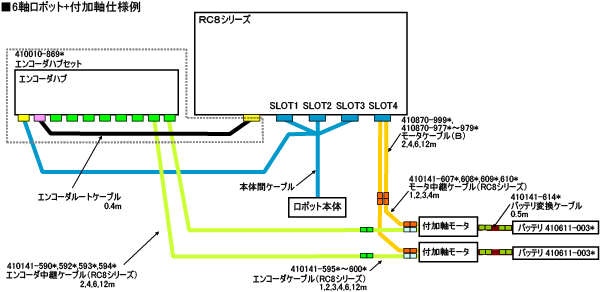 ■6軸ロボット+付加軸仕様例
RC8シリーズ
410010-869*
エンコーダハブセット
エンコーダハブ
SLOT1 SLOT2 SLOT3 SLOT4
410870-999*,
410870-977*~979*
モータケーブル(B)
2,4,6,12m
エンコーダルートケーブル
0.4m
本体間ケーブル
410141-607*,608*,609*,610*
モータ中継ケーブル(RC8シリーズ)
1,2,3,4m
410141-614*
バッテリ変換ケーブル
0.5m
ロボット本体
付加軸モータ
バッテリ 410611-003*
付加軸モータ
バッテリ 410611-003*
410141-590*,592*,593*,594*
エンコーダ中継ケーブル(RC8シリーズ)
2,4,6,12m
410141-595*~600*
エンコーダケーブル(RC8シリーズ)
1,2,3,4,6,12m